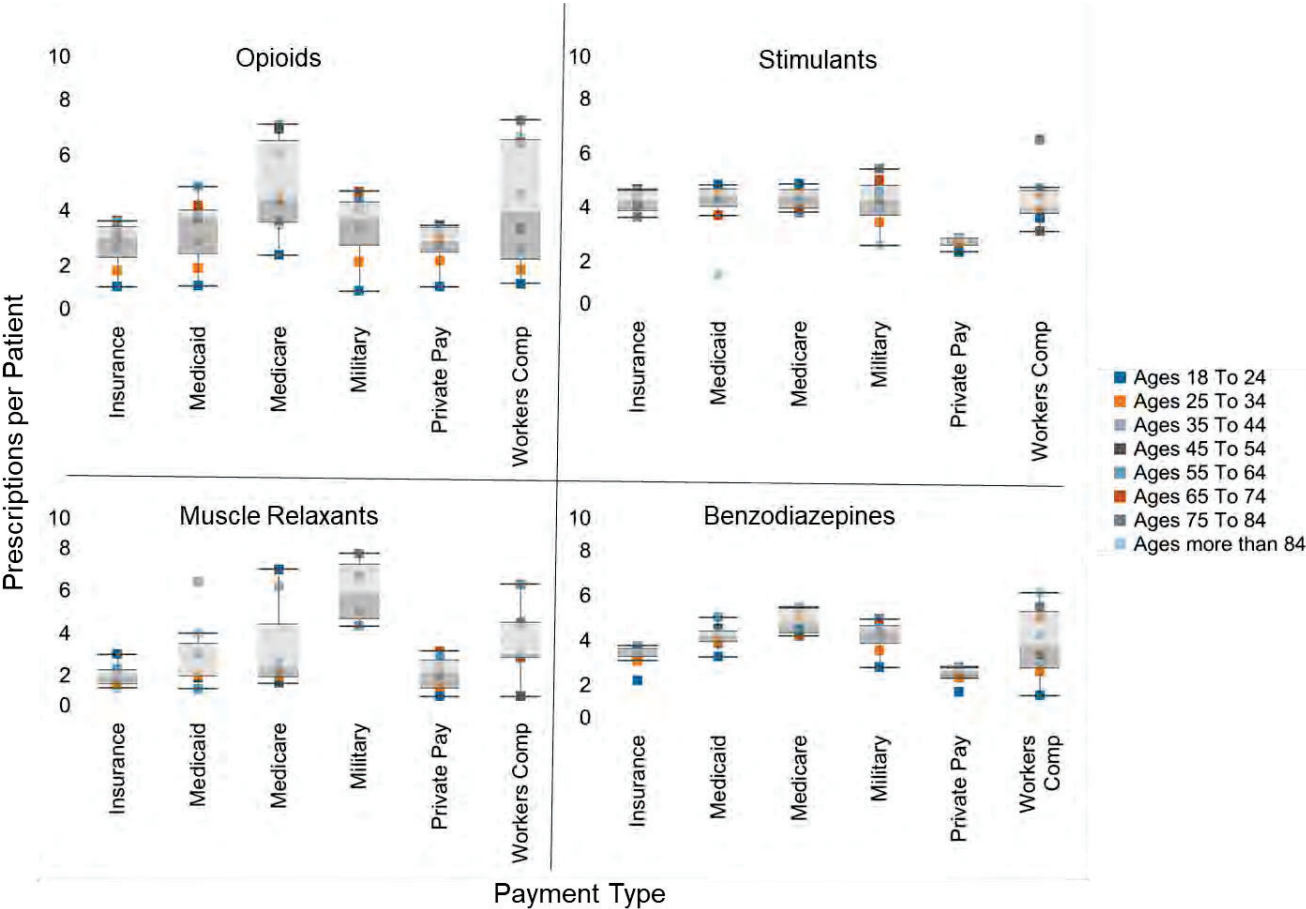 Opioids
10
8
6
4
2
0
Insurance
Medicaid
Medicare
Military
Private Pay
Workers Comp
Stimulants
10
8
6
4
2
0
Insurance
Medicaid
Medicare
Military
Private Pay
Workers Comp
Muscle Relaxants
10
8
6
4
2
0
Insurance
Medicaid
Medicare
Military
Private Pay
Workers Comp
Benzodiazepines
10
8
6
4
2
0
Insurance
Medicaid
Medicare
Military
Private Pay
Workers
Comp
Prescriptions per Patient
Payment Type
Ages 18 To 24
Ages 25 To 34
Ages 35 To 44
Ages 45 To 54
Ages 55 To 64
Ages 65 To 74
Ages 75 To 84
Ages more than 84